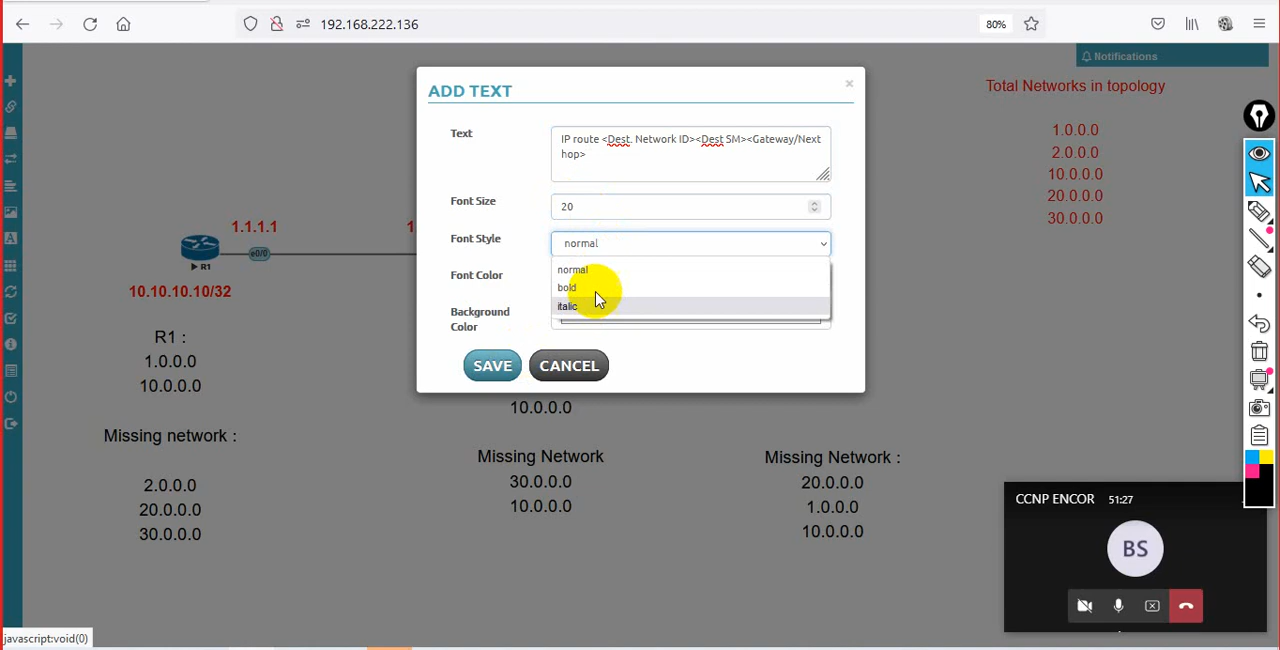 192.168.222.136
80%
Notifications
ADD TEXT
×
Text
IP route <Dest. Network ID><Dest SM><Gateway/Next
hop>
Font Size
20
Font Style
normal
normal
bold
italic
Font Color
Background
Color
SAVE
CANCEL
Total Networks in topology
1.0.0.0
2.0.0.0
10.0.0.0
20.0.0.0
30.0.0.0
1.1.1.1
1
e0/0
R1
10.10.10.10/32
R1 :
1.0.0.0
10.0.0.0
Missing network :
2.0.0.0
20.0.0.0
30.0.0.0
10.0.0.0
Missing Network
30.0.0.0
10.0.0.0
Missing Network :
20.0.0.0
1.0.0.0
10.0.0.0
CCNP ENCOR 51:27
BS
javascript:void(0)